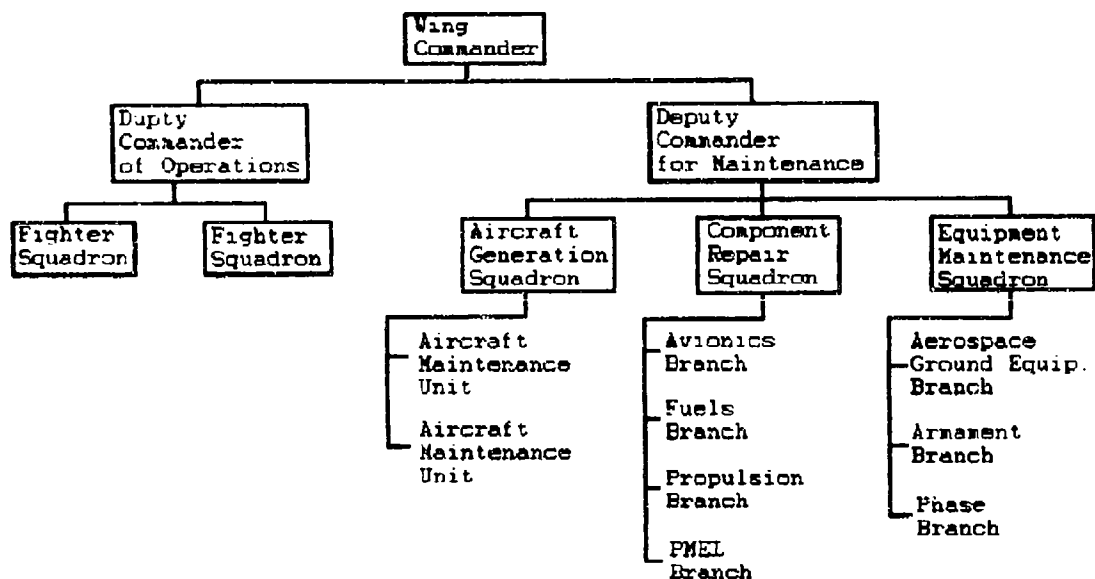 Wing
Commander
Dupty
Commander
of Operations
Deputy
Commander
for Maintenance
Fighter
Squadron
Fighter
Squadron
Aircraft
Generation
Squadron
Component
Repair
Squadron
Equipment
Maintenance
Squadron
Aircraft
Maintenance
Unit
Aircraft
Maintenance
Unit
Avionics
Branch
Fuels
Branch
Propulsion
Branch
PMEL
Branch
Aerospace
Ground Equip.
Branch
Armament
Branch
Phase
Branch